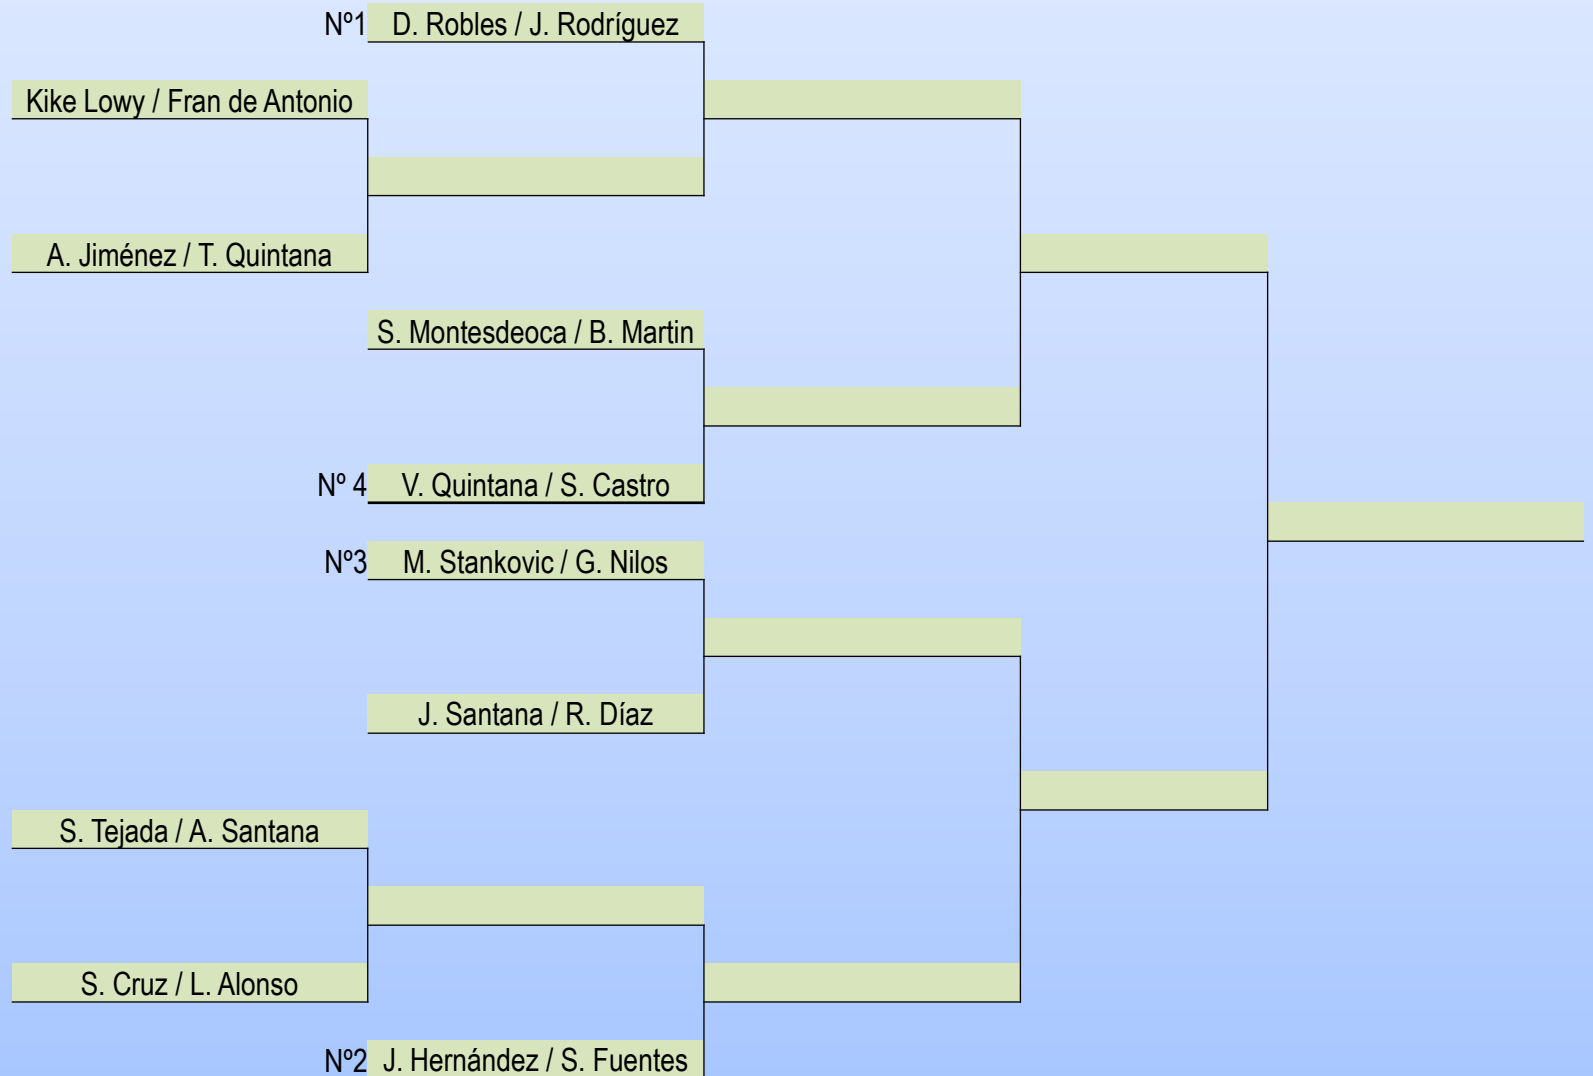 Nº1 D. Robles / J. Rodríguez
Kike Lowy / Fran de Antonio
A. Jiménez / T. Quintana
S. Montesdeoca / B. Martin
Nº 4 V. Quintana / S. Castro
Nº3 M. Stankovic / G. Nilos
J. Santana / R. Díaz
S. Tejada / A. Santana
S. Cruz / L. Alonso
Nº2 J. Hernández / S. Fuentes